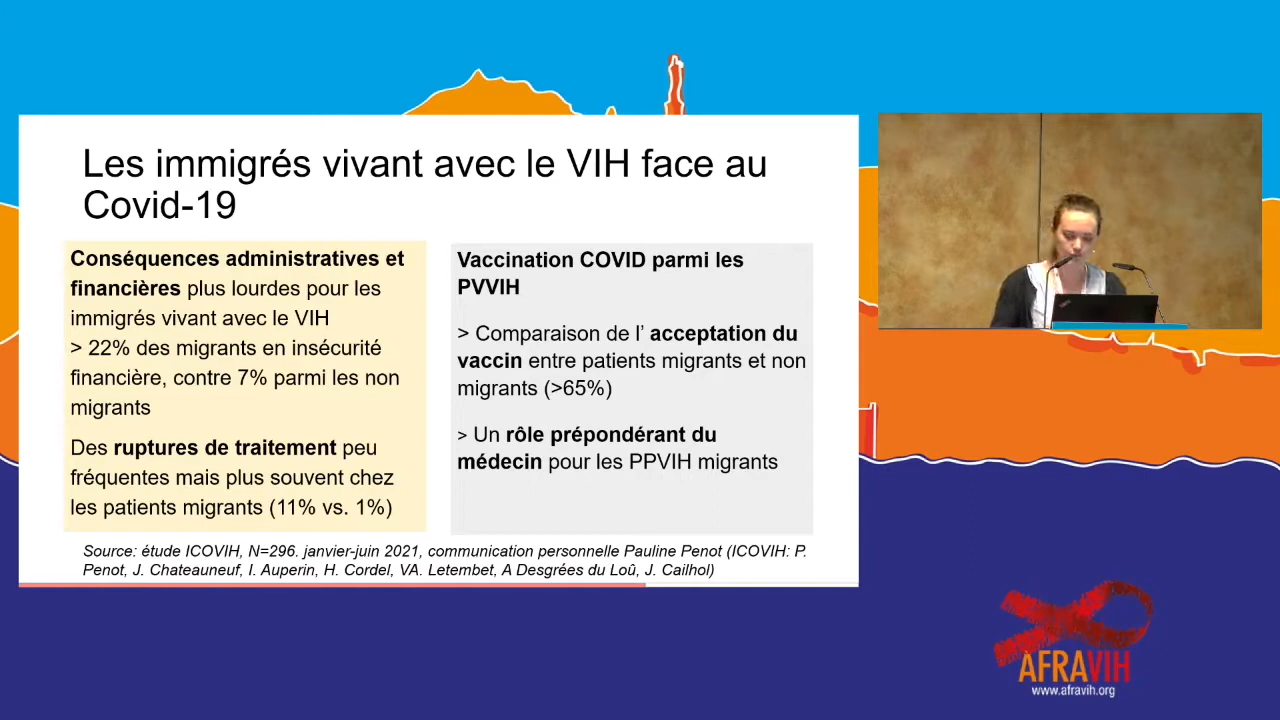 Les immigrés vivant avec le VIH face au
Covid-19
Conséquences administratives et
financières plus lourdes pour les
immigrés vivant avec le VIH
> 22% des migrants en insécurité
financière, contre 7% parmi les non
migrants
Des ruptures de traitement peu
fréquentes mais plus souvent chez
les patients migrants (11% vs. 1%)
Vaccination COVID parmi les
PVVIH
> Comparaison de l’ acceptation du
vaccin entre patients migrants et non
migrants (>65%)
> Un rôle prépondérant du
médecin pour les PPVIH migrants
Source: étude ICOVIH, N=296. janvier-juin 2021, communication personnelle Pauline Penot (ICOVIH: P.
Penot, J. Chateauneuf, I. Auperin, H. Cordel, VA. Letembet, A Desgrées du Loû, J. Cailhol)
AFRAVIH
www.afravih.org